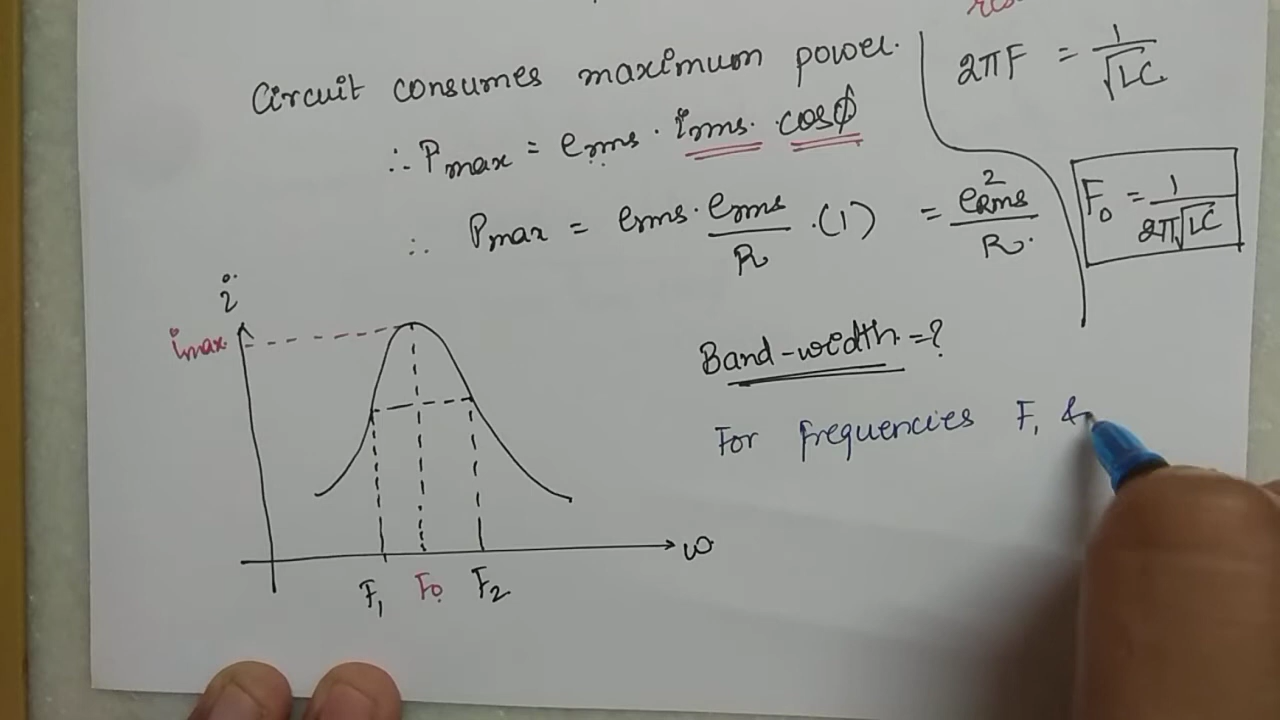 Circuit consumes maximum power.
∴ Pmax = erms . irms . cosϕ
∴ Pmax = erms . erms/R . (1) = e²Rms/R.
2πF = 1/√LC
F₀ = 1/2π√LC
i
imax
F₁ F₀ F₂
ω
Band-width = ?
For frequencies F₁ &